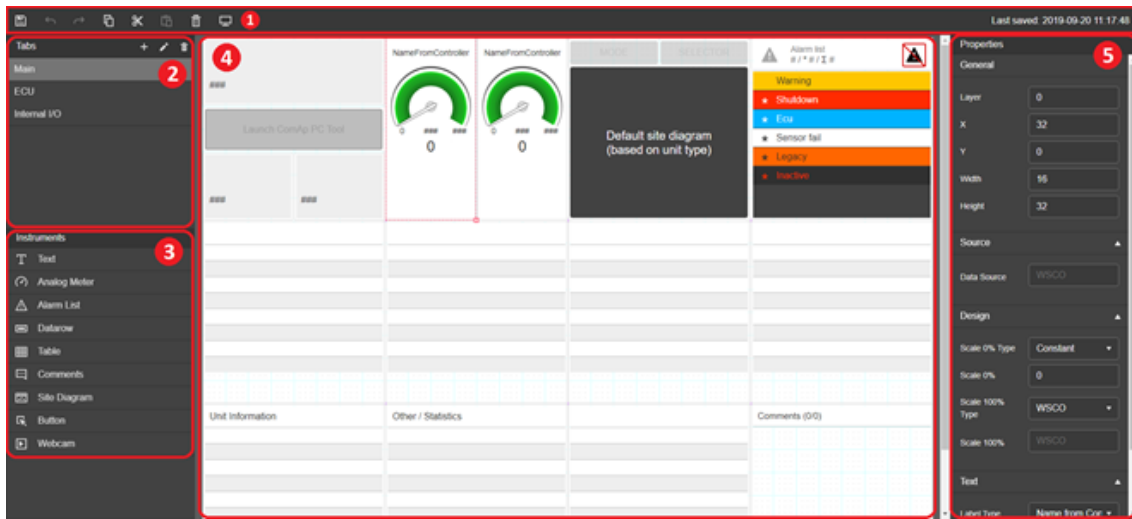 1
Last saved: 2019-09-20 11:17:48
Tabs
2
Main
ECU
Internal I/O
Instruments
3
Text
Analog Meter
Alarm List
Datarow
Table
Comments
Site Diagram
Button
Webcam
4
###
Launch ComAp PC Tool
###
###
NameFromController
0 ### ###
0
NameFromController
0 ### ###
0
MODE
SELECTOR
Default site diagram
(based on unit type)
Alarm list
# / * # / Σ #
Warning
Shutdown
Ecu
Sensor fail
Legacy
Inactive
Unit Information
Other / Statistics
Comments (0/0)
Properties
5
General
Layer 0
X 32
Y 0
Width 16
Height 32
Source
Data Source WSCO
Design
Scale 0% Type Constant
Scale 0% 0
Scale 100% Type WSCO
Scale 100% WSCO
Text
Label Type Name from Cor